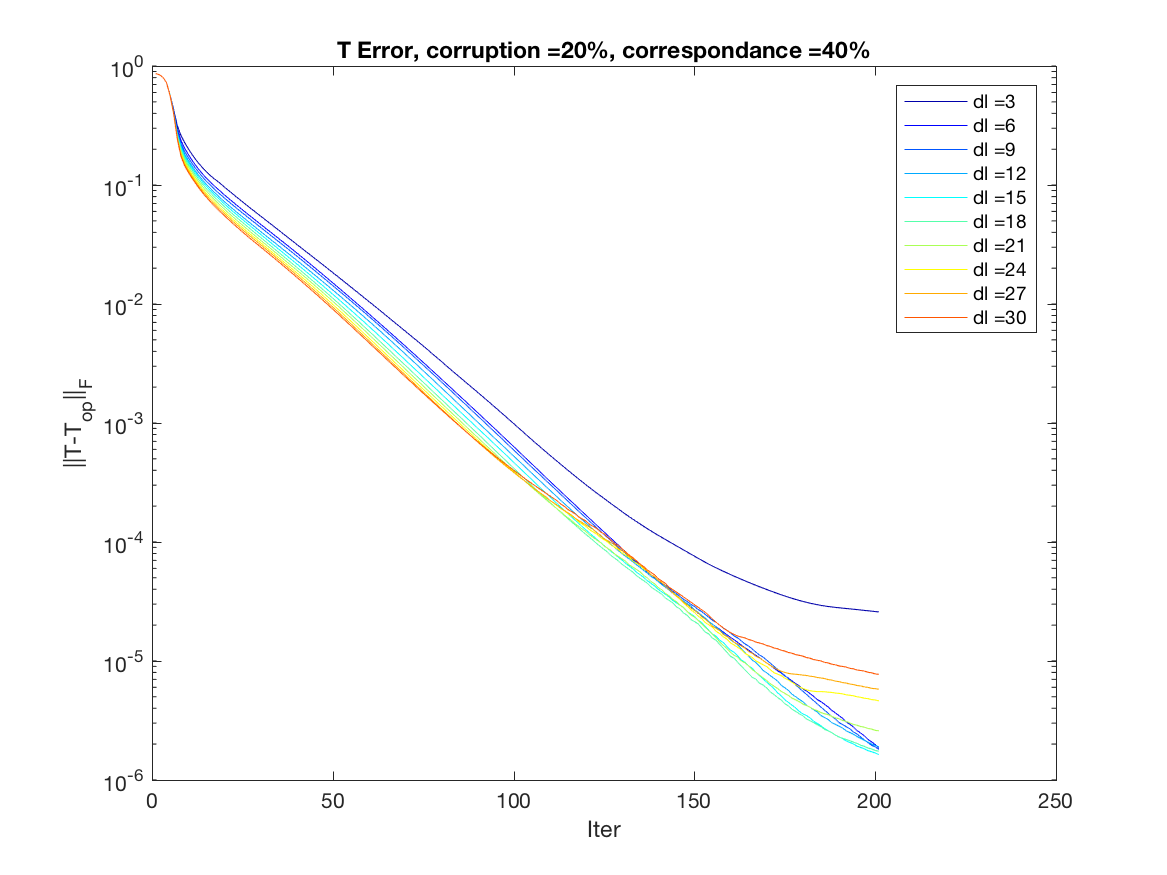 T Error, corruption =20%, correspondance =40%
10^0
10^-1
10^-2
10^-3
10^-4
10^-5
10^-6
||T-T_op||_F
0 50 100 150 200 250
Iter
dl =3
dl =6
dl =9
dl =12
dl =15
dl =18
dl =21
dl =24
dl =27
dl =30